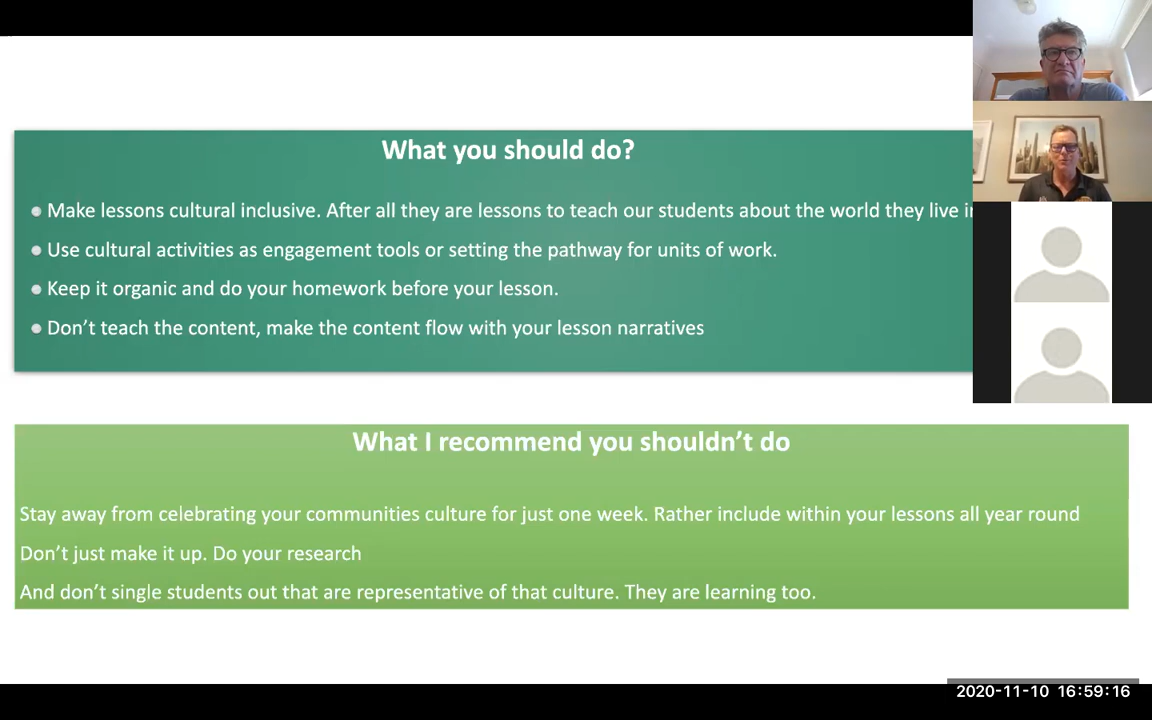 What you should do?
Make lessons cultural inclusive. After all they are lessons to teach our students about the world they live
Use cultural activities as engagement tools or setting the pathway for units of work.
Keep it organic and do your homework before your lesson.
Don’t teach the content, make the content flow with your lesson narratives
What I recommend you shouldn’t do
Stay away from celebrating your communities culture for just one week. Rather include within your lessons all year round
Don’t just make it up. Do your research
And don’t single students out that are representative of that culture. They are learning too.
2020-11-10 16:59:16